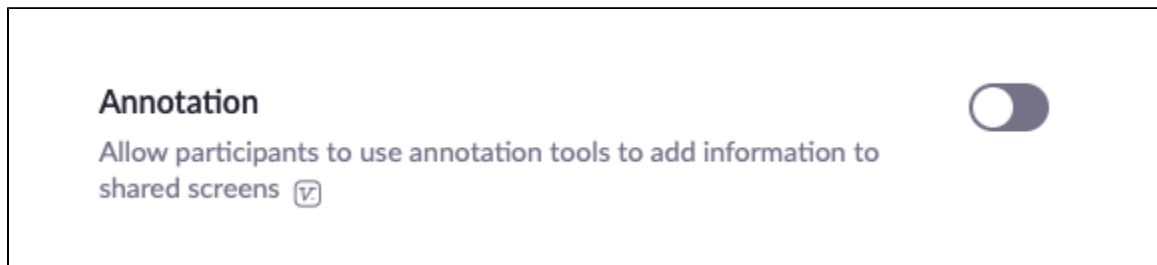 Annotation
Allow participants to use annotation tools to add information to
shared screens V.